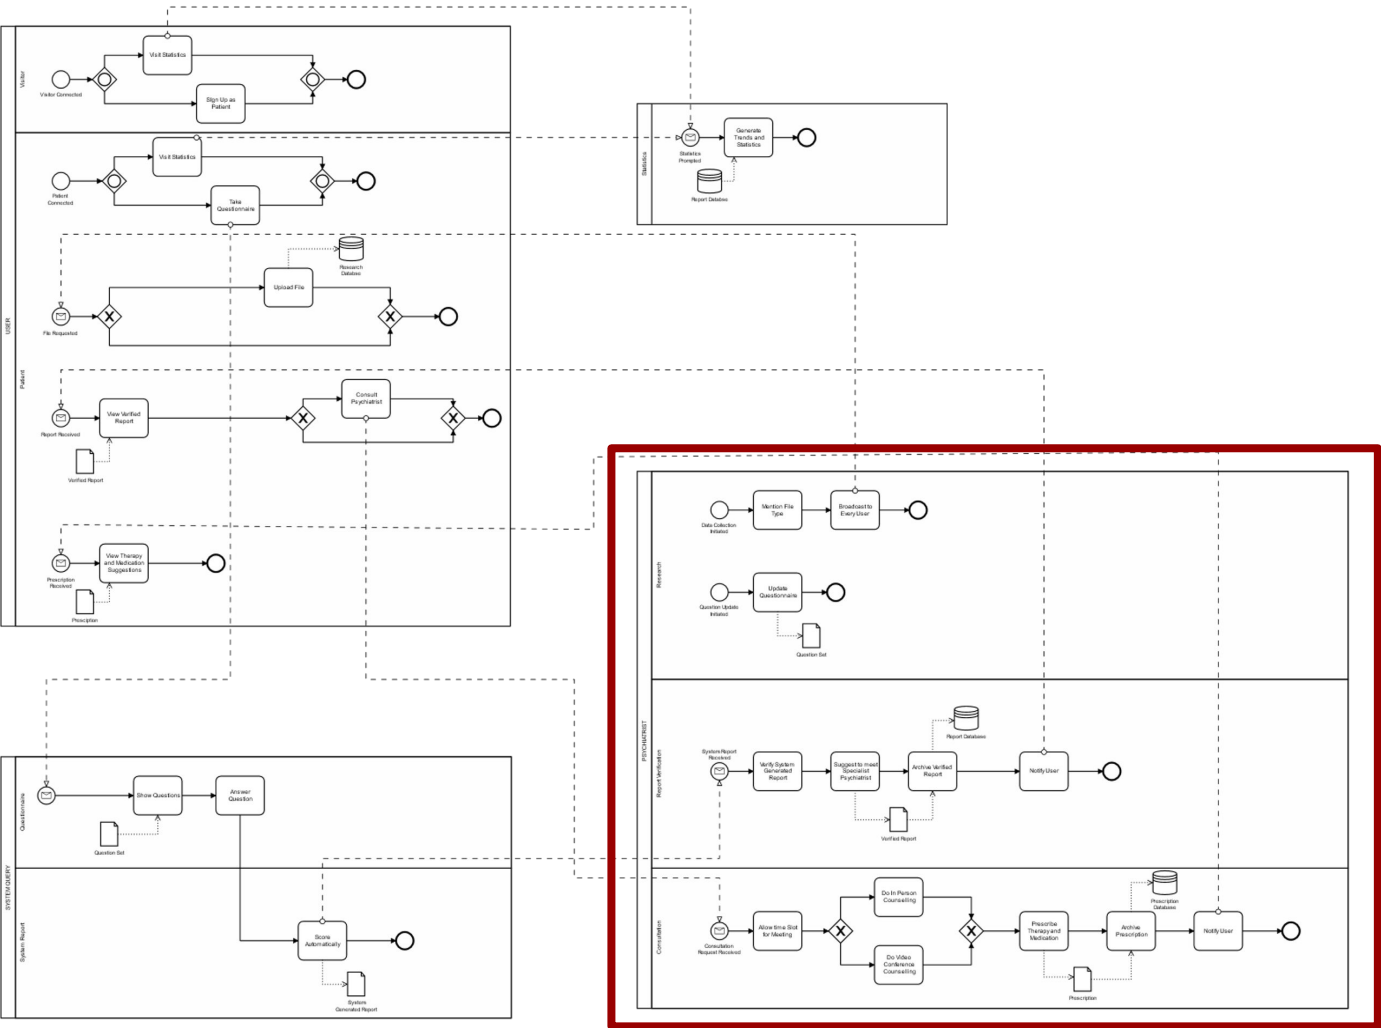 USER
Visitor
Visitor Connected
Visit Statistics
Sign Up as
Patient
Patient
Patient
Connected
Visit Statistics
Take
Questionnaire
File Requested
Upload File
Research
Databse
Report Received
View Verified
Report
Verified Report
Consult
Psychiatrist
Prescription
Received
View Therapy
and Medication
Suggestions
Presciption
Statistics
Statistics
Prompted
Generate
Trends and
Statistics
Report Databse
SYSTEM QUERY
Questionnaire
Show Questions
Answer
Question
Question Set
System Report
Score
Automatically
System
Generated Report
PSYCHIATRIST
Research
Data Collection
Initiated
Mention File
Type
Broadcast to
Every User
Question Update
Initiated
Update
Questionnaire
Question Set
Report Verification
System Report
Received
Verify System
Generated
Report
Suggest to meet
Specialist
Psychiatrist
Archive Verified
Report
Report Databse
Verified Report
Notify User
Consultation
Consultation
Request Received
Allow time Slot
for Meeting
Do In Person
Counselling
Do Video
Conference
Counselling
Prescribe
Therapy and
Medication
Prescription
Archive
Prescription
Prescription
Database
Notify User